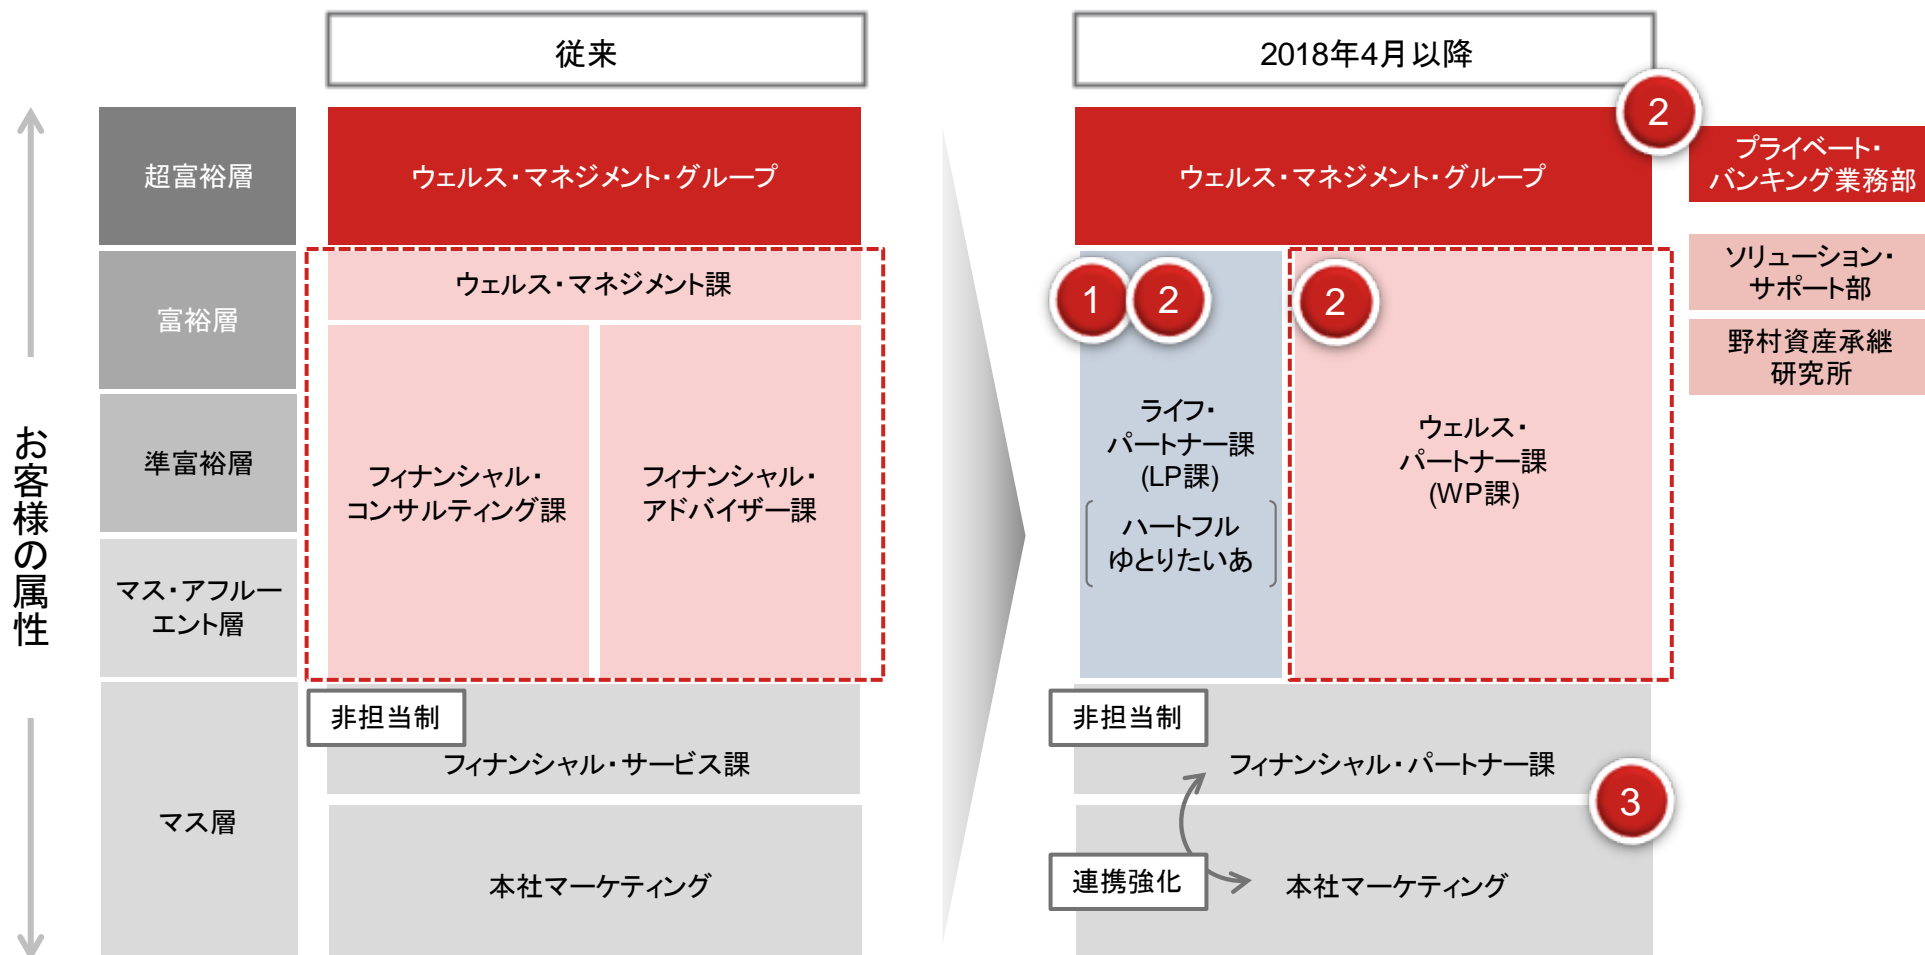 従来
2018年4月以降
お客様の属性
超富裕層
富裕層
準富裕層
マス・アフルー
エント層
マス層
ウェルス・マネジメント・グループ
ウェルス・マネジメント課
フィナンシャル・
コンサルティング課
フィナンシャル・
アドバイザー課
非担当制
フィナンシャル・サービス課
本社マーケティング
ウェルス・マネジメント・グループ
2
プライベート・
バンキング業務部
ソリューション・
サポート部
野村資産承継
研究所
1
2
2
ライフ・
パートナー課
(LP課)
ハートフル
ゆとりたいあ
ウェルス・
パートナー課
(WP課)
非担当制
フィナンシャル・パートナー課
3
連携強化
本社マーケティング